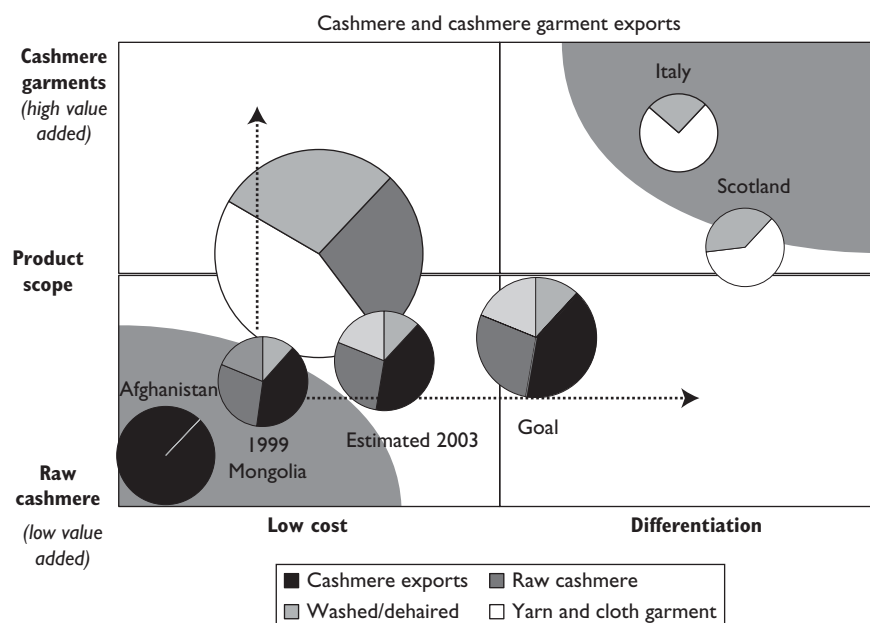 Cashmere and cashmere garment exports
Cashmere
garments
(high value
added)
Italy
Scotland
Product
scope
Afghanistan
1999
Mongolia
Estimated 2003
Goal
Raw
cashmere
(low value
added)
Low cost
Differentiation
Cashmere exports
Raw cashmere
Washed/dehaired
Yarn and cloth garment